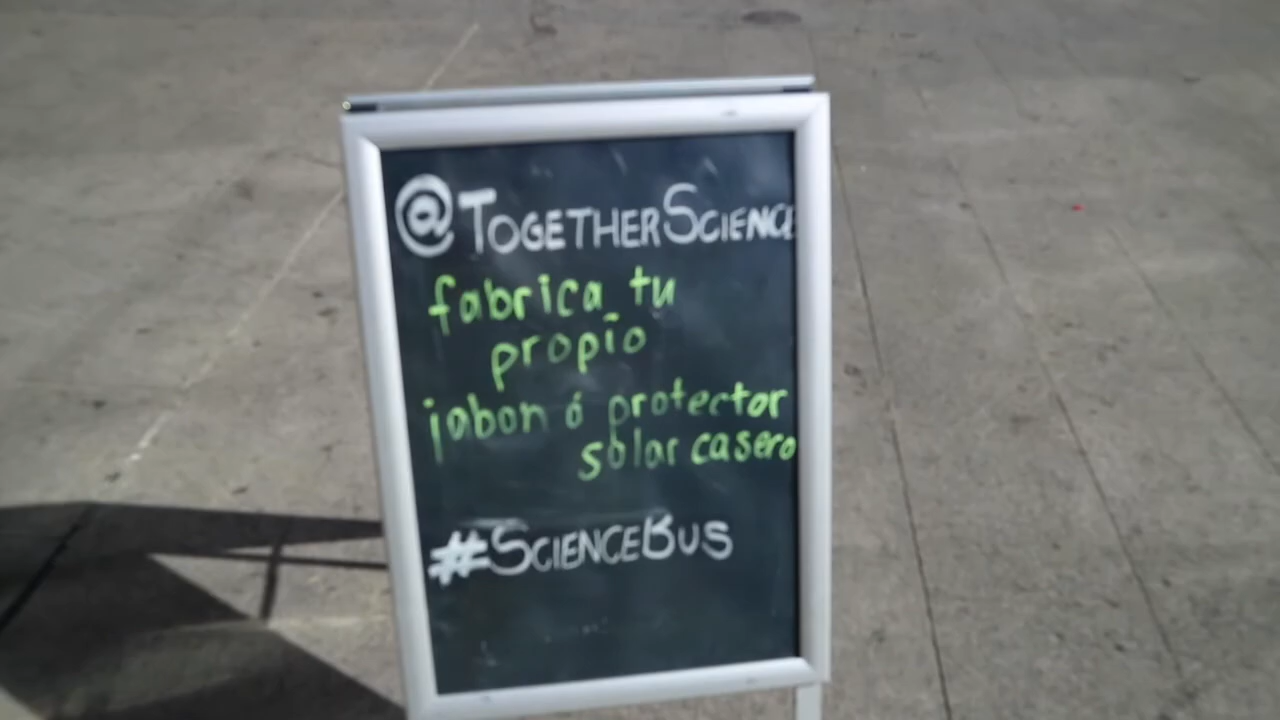 @TOGETHERSCIENCE
fabrica tu
propio
jabon ó protector
solar casero
#SCIENCEBUS